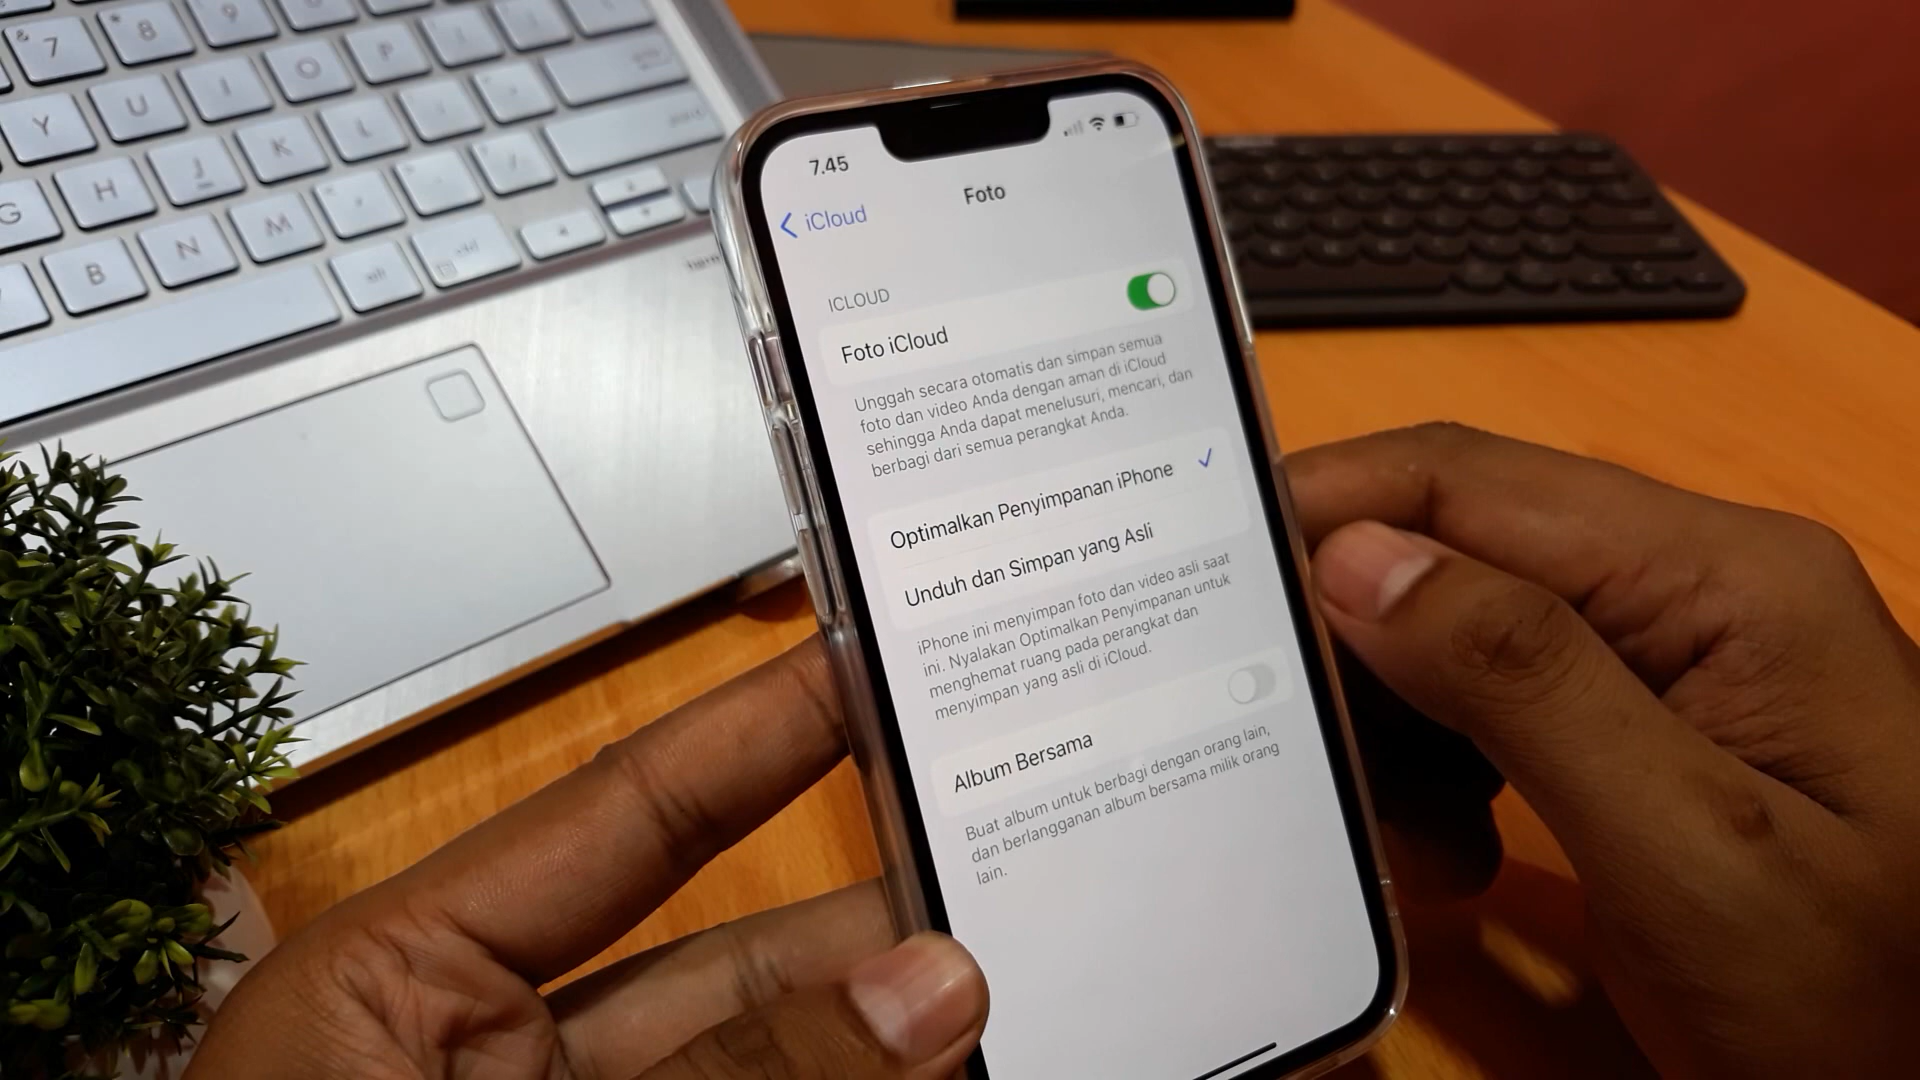 7.45
iCloud
Foto
ICLOUD
Foto iCloud
Unggah secara otomatis dan simpan semua
foto dan video Anda dengan aman di iCloud
sehingga Anda dapat menelusuri, mencari, dan
berbagi dari semua perangkat Anda.
Optimalkan Penyimpanan iPhone
Unduh dan Simpan yang Asli
iPhone ini menyimpan foto dan video asli saat
ini. Nyalakan Optimalkan Penyimpanan untuk
menghemat ruang pada perangkat dan
menyimpan yang asli di iCloud.
Album Bersama
Buat album untuk berbagi dengan orang lain,
dan berlangganan album bersama milik orang
lain.
& 7 * 8 9
Y U I O P
G H J K L
B N M